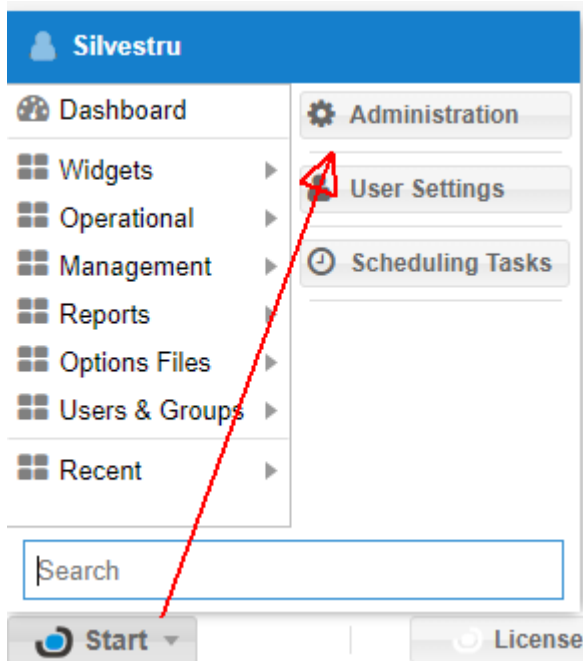 Silvestru
Dashboard
Widgets
Operational
Management
Reports
Options Files
Users & Groups
Recent
Administration
User Settings
Scheduling Tasks
Search
Start
License